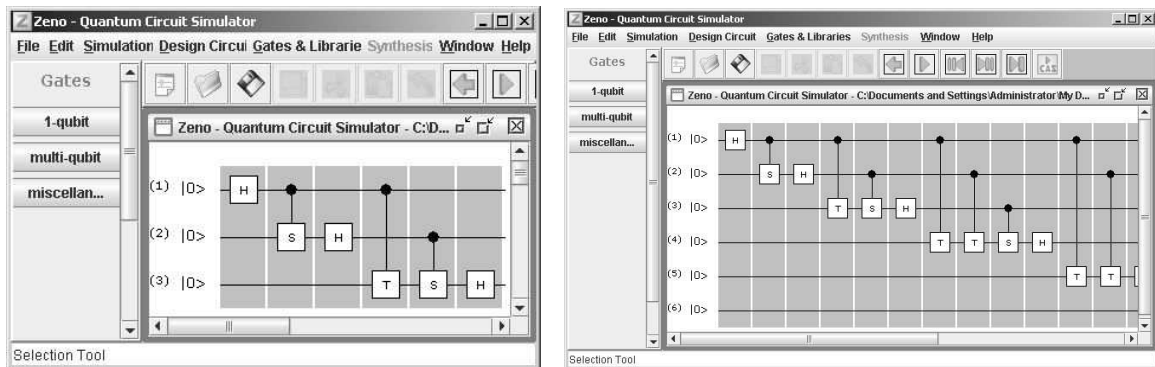 Zeno - Quantum Circuit Simulator
File Edit Simulation Design Circui Gates & Librarie Synthesis Window Help
Gates
1-qubit
multi-qubit
miscellan...
Zeno - Quantum Circuit Simulator - C:\D...
(1) |0> H
(2) |0> S H
(3) |0> T S H
Selection Tool
Zeno - Quantum Circuit Simulator
File Edit Simulation Design Circuit Gates & Libraries Synthesis Window Help
Gates
CAS
1-qubit
multi-qubit
miscellan...
Zeno - Quantum Circuit Simulator - C:\Documents and Settings\Administrator\My D...
(1) |0> H
(2) |0> S H
(3) |0> T S H
(4) |0> T T S H
(5) |0> T T
(6) |0>
Selection Tool